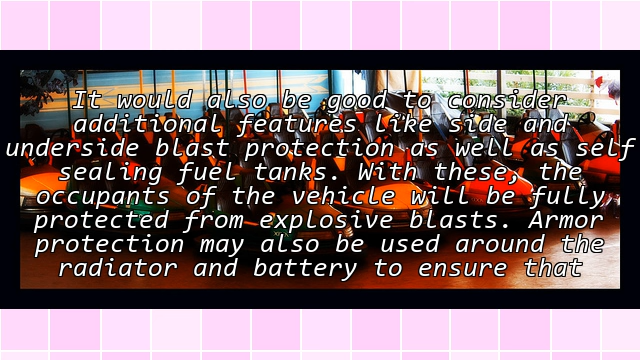 It would also be good to consider
additional features like side and
underside blast protection as well as self
sealing fuel tanks. With these, the
occupants of the vehicle will be fully
protected from explosive blasts. Armor
protection may also be used around the
radiator and battery to ensure that